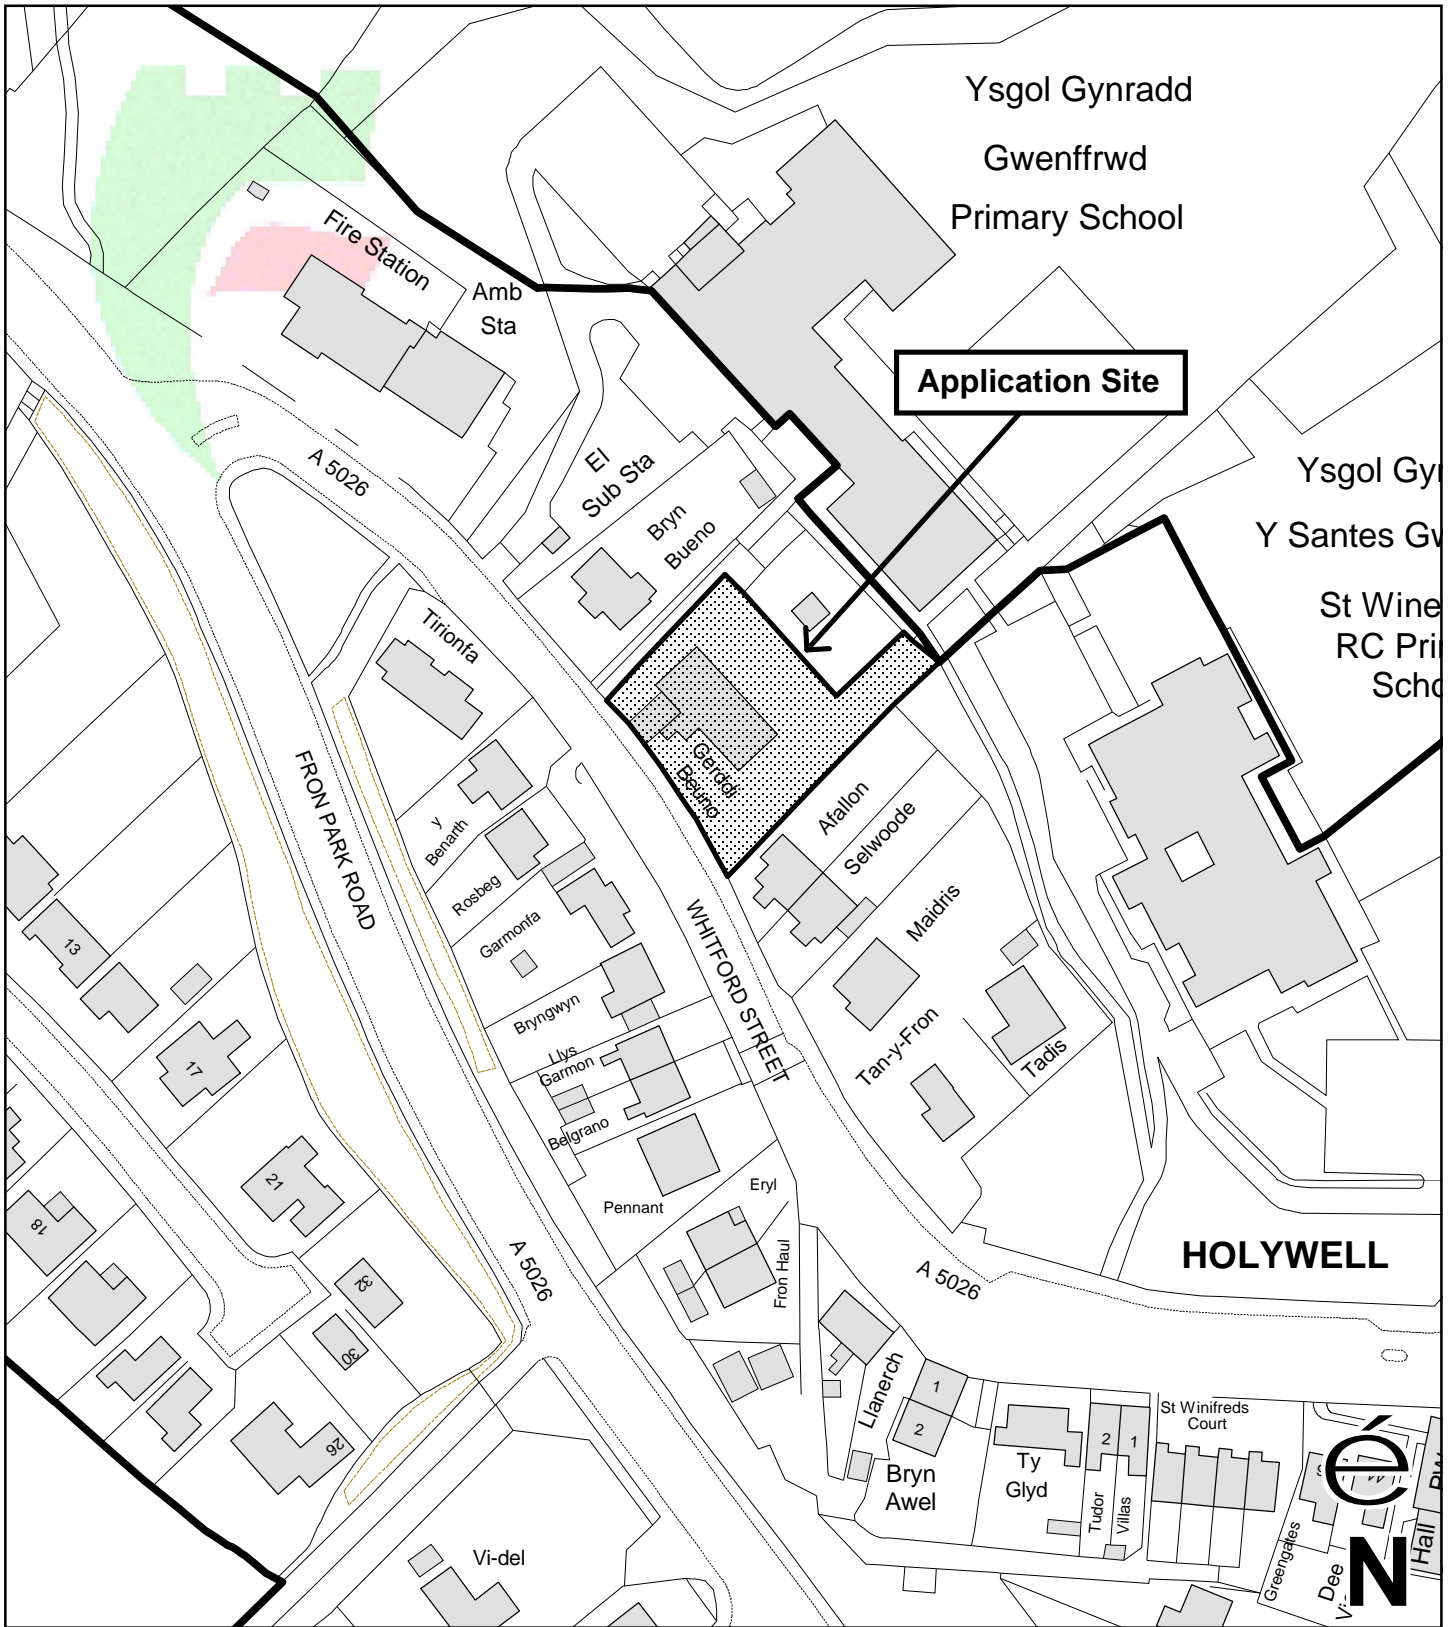 Ysgol Gynradd
Gwenffrwd
Primary School
Fire Station
Amb
Sta
Application Site
A 5026
El
Sub Sta
Bryn
Bueno
Ysgol Gy
Y Santes
St Wine
RC
Tirionfa
Gerddi
Beuno
FRON PARK ROAD
y
Benarth
Afallon
Selwoode
Rosbeg
Garmonfa
Maidris
WHITFORD STREET
13
Bryngwyn
Tan-y-Fron
Tadis
17
Llys
Garmon
Belgrano
21
Pennant
Eryl
18
Fron Haul
A 5026
A 5026
HOLYWELL
32
30
26
Llanerch
1
2
Bryn
Awel
Ty
Glyd
2
1
Tudor
Villas
St Winifreds
Court
Greengates
Dee
Hall
PW
Vi-del
é
N